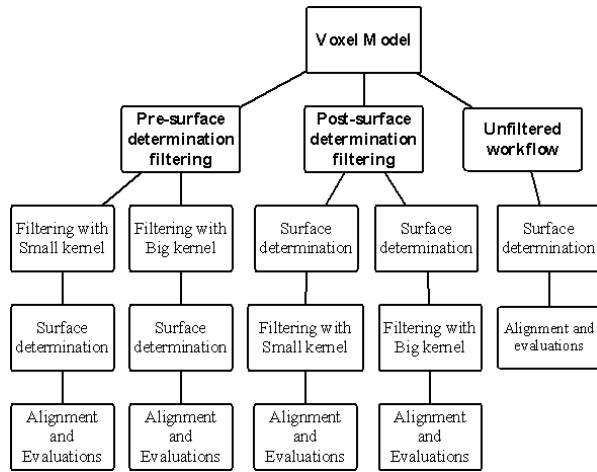 Voxel Model
Pre-surface
determination
filtering
Post-surface
determination
filtering
Unfiltered
workflow
Filtering with
Small kernel
Filtering with
Big kernel
Surface
determination
Surface
determination
Surface
determination
Surface
determination
Surface
determination
Filtering with
Small kernel
Filtering with
Big kernel
Alignment and
evaluations
Alignment
and
Evaluations
Alignment
and
Evaluations
Alignment
and
Evaluations
Alignment
and
Evaluations